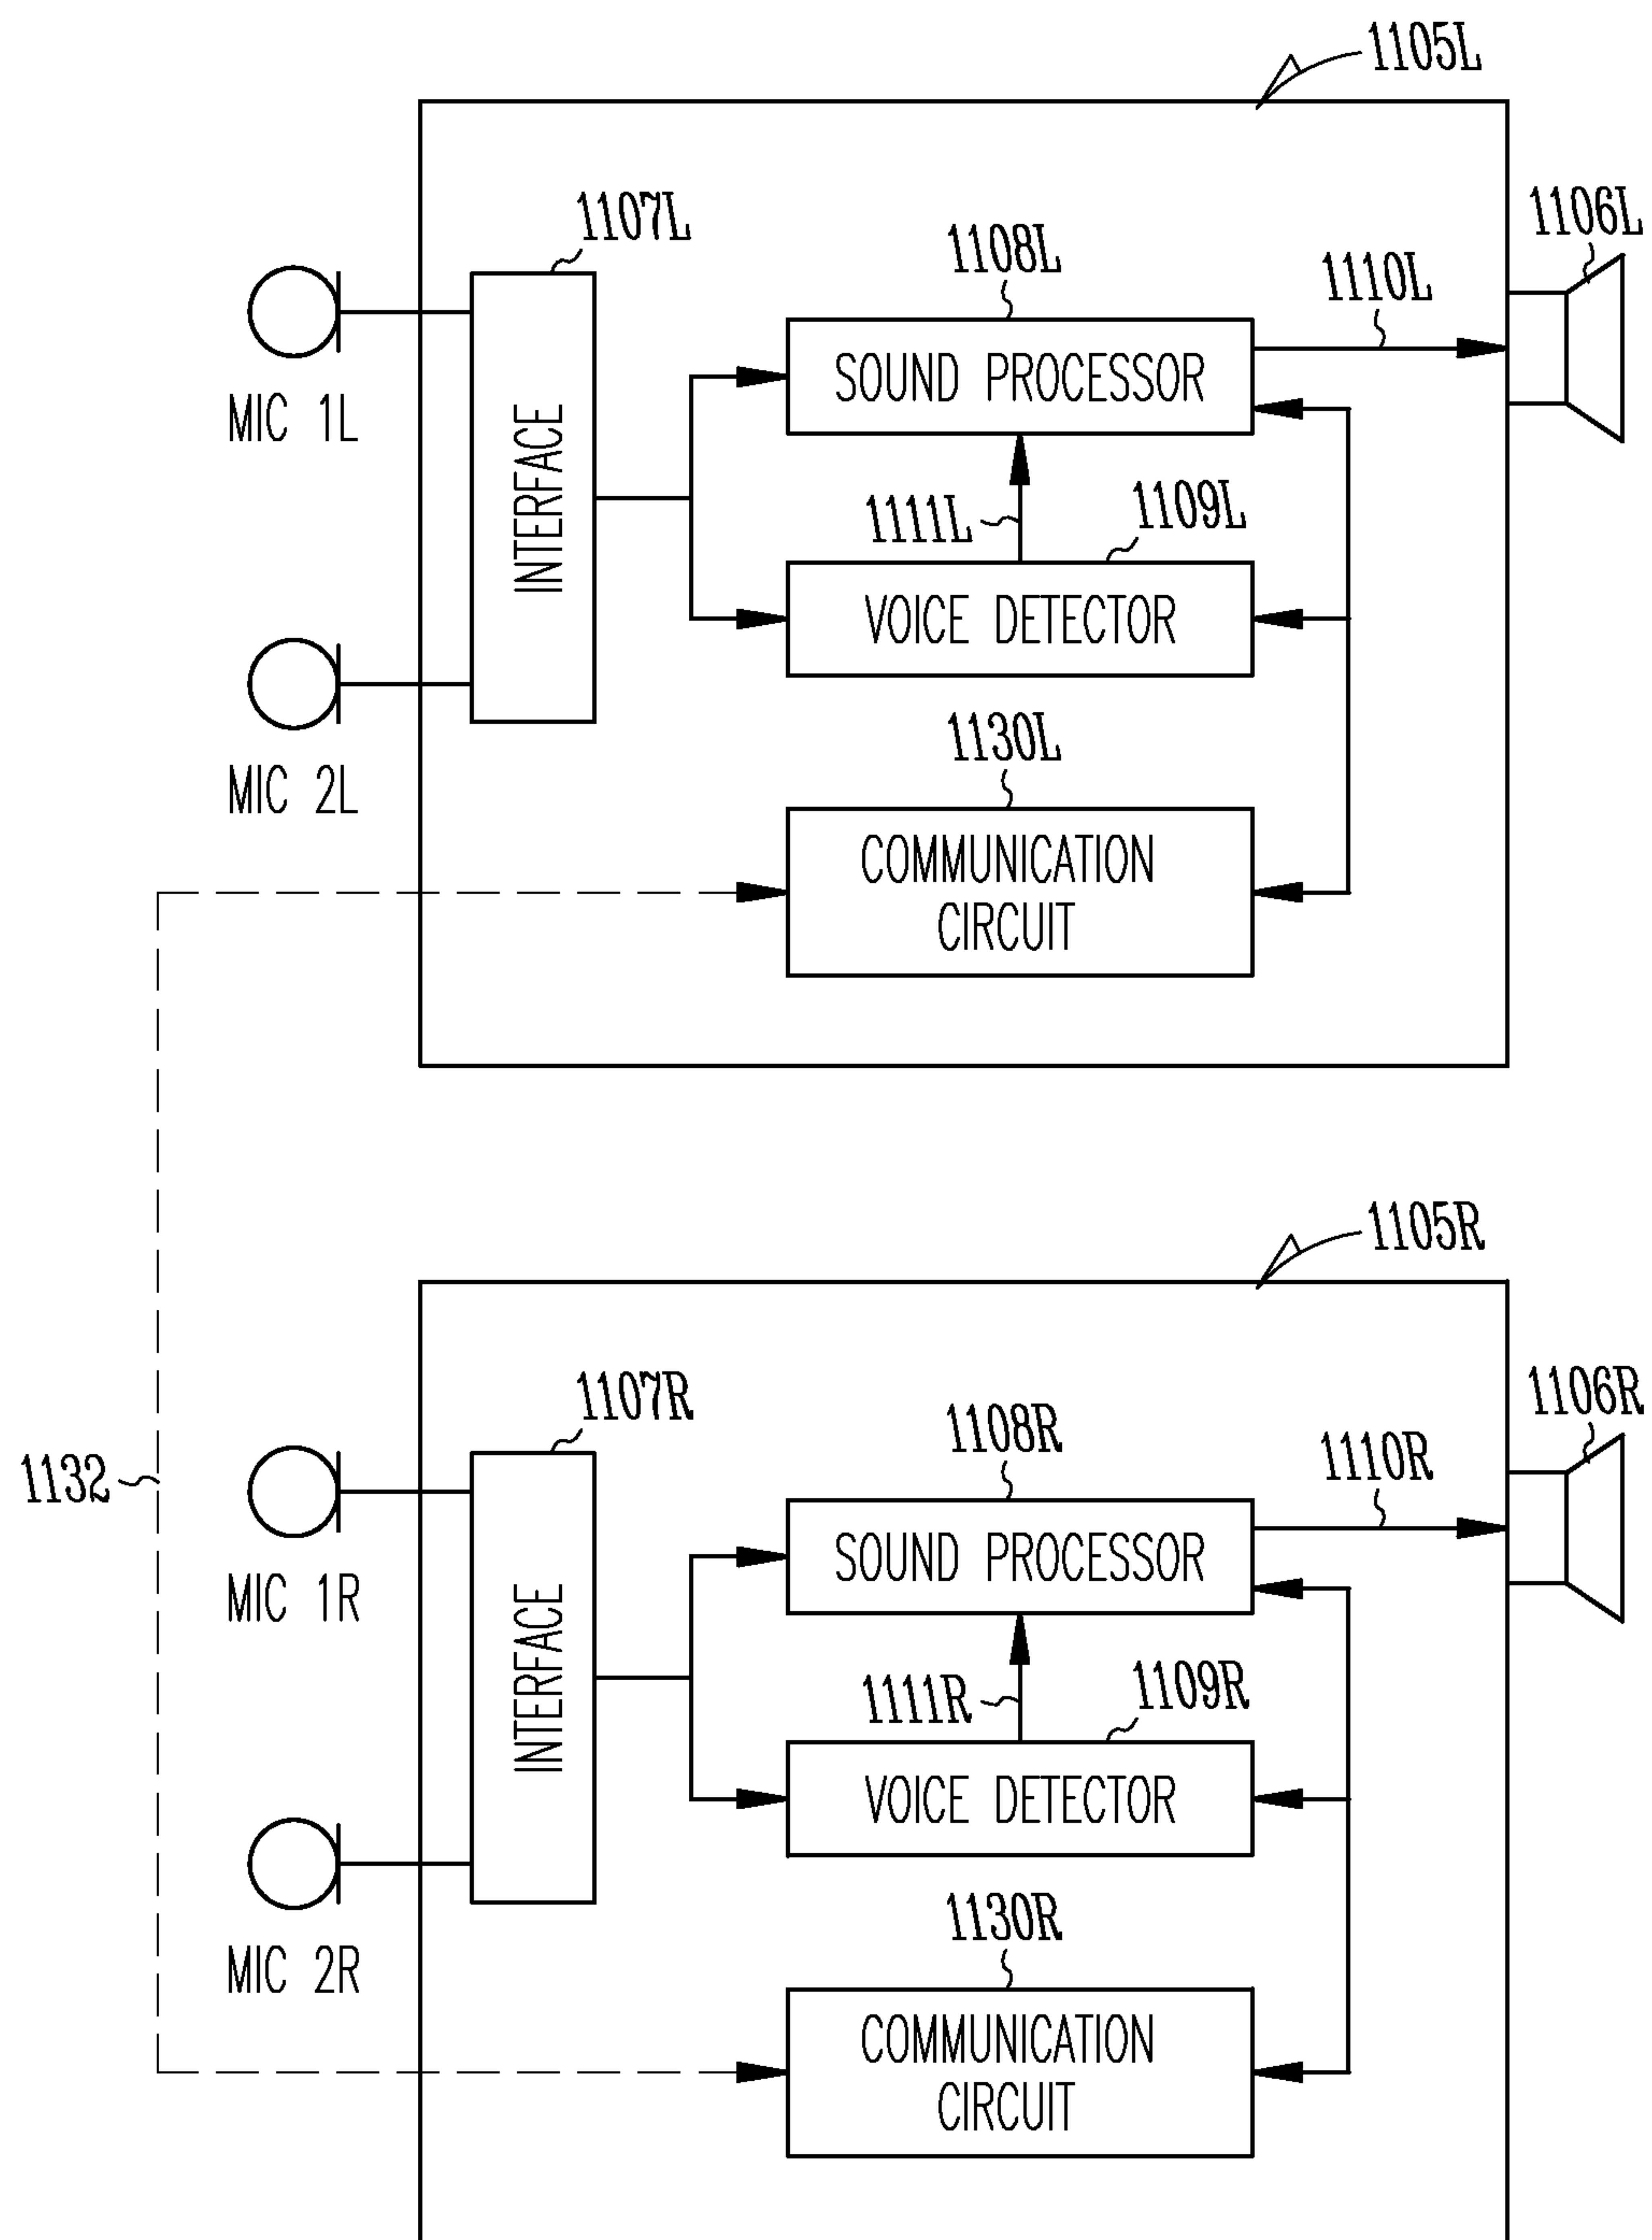 1105L
1107L
1106L
1108L
1110L
MIC 1L
SOUND PROCESSOR
INTERFACE
1111L
1109L
VOICE DETECTOR
MIC 2L
1130L
COMMUNICATION
CIRCUIT
1105R
1107R
1106R
1108R
1110R
1132
MIC 1R
SOUND PROCESSOR
INTERFACE
1111R
1109R
VOICE DETECTOR
MIC 2R
1130R
COMMUNICATION
CIRCUIT